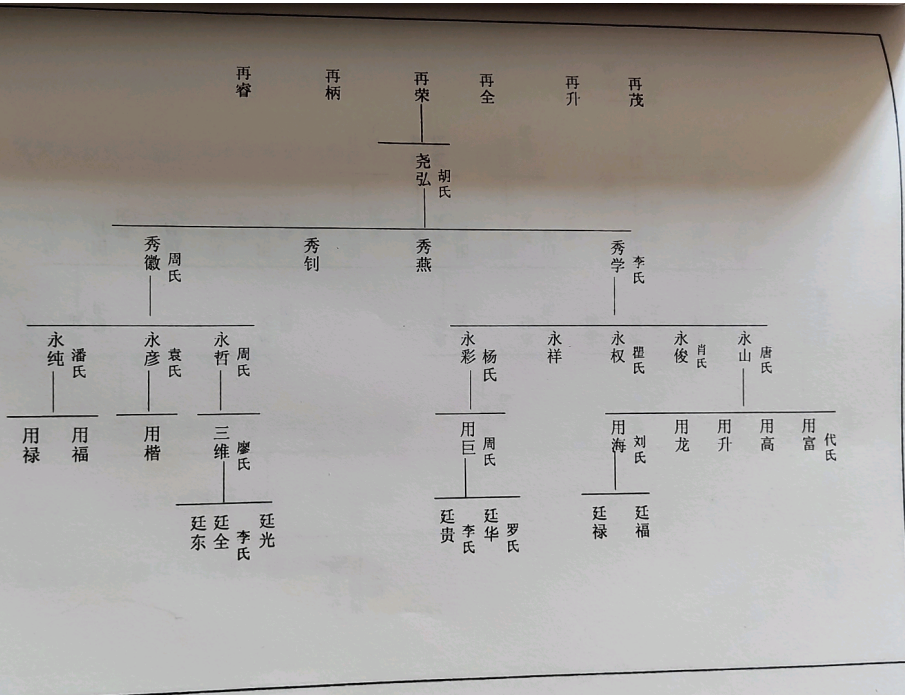 再睿 再柄 再荣 再全 再升 再茂
尧弘 胡氏
秀徽 周氏 秀钊 秀燕 秀学 李氏
永纯 潘氏 永彦 袁氏 永哲 周氏 永彩 杨氏 永祥 永权 瞿氏 永俊 肖氏 永山 唐氏
用禄 用福 用楷 三维 廖氏 用巨 周氏 用海 刘氏 用龙 用升 用高 用富 代氏
廷东 廷全 李氏 廷光 廷贵 李氏 廷华 罗氏 廷禄 廷福